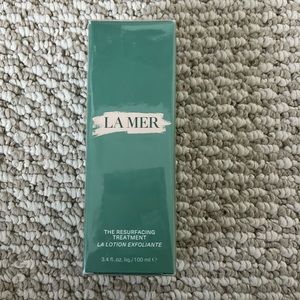 LA MER
THE RESURFACING
TREATMENT
LA LOTION EXFOLIANTE
3.4 fl. oz. liq. / 100 ml e